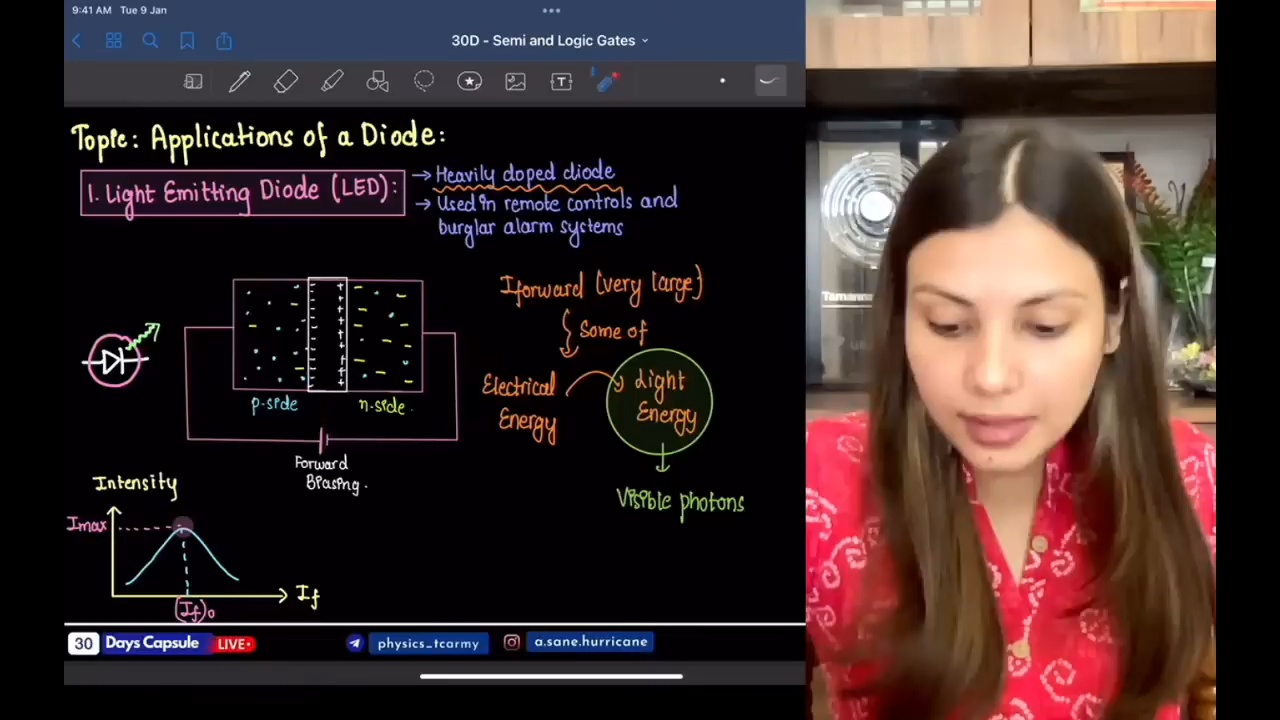 9:41 AM Tue 9 Jan
30D - Semi and Logic Gates
T
Topic: Applications of a Diode:
1. Light Emitting Diode (LED):
→ Heavily doped diode
→ Used in remote controls and
burglar alarm systems
Iforward (very large)
Some of
Electrical
Energy
Light
Energy
Visible photons
p-side
n-side.
Forward
Biasing.
Intensity
Imax
If
(If)o
30 Days Capsule LIVE
physics_tcarmy
a.sane.hurricane